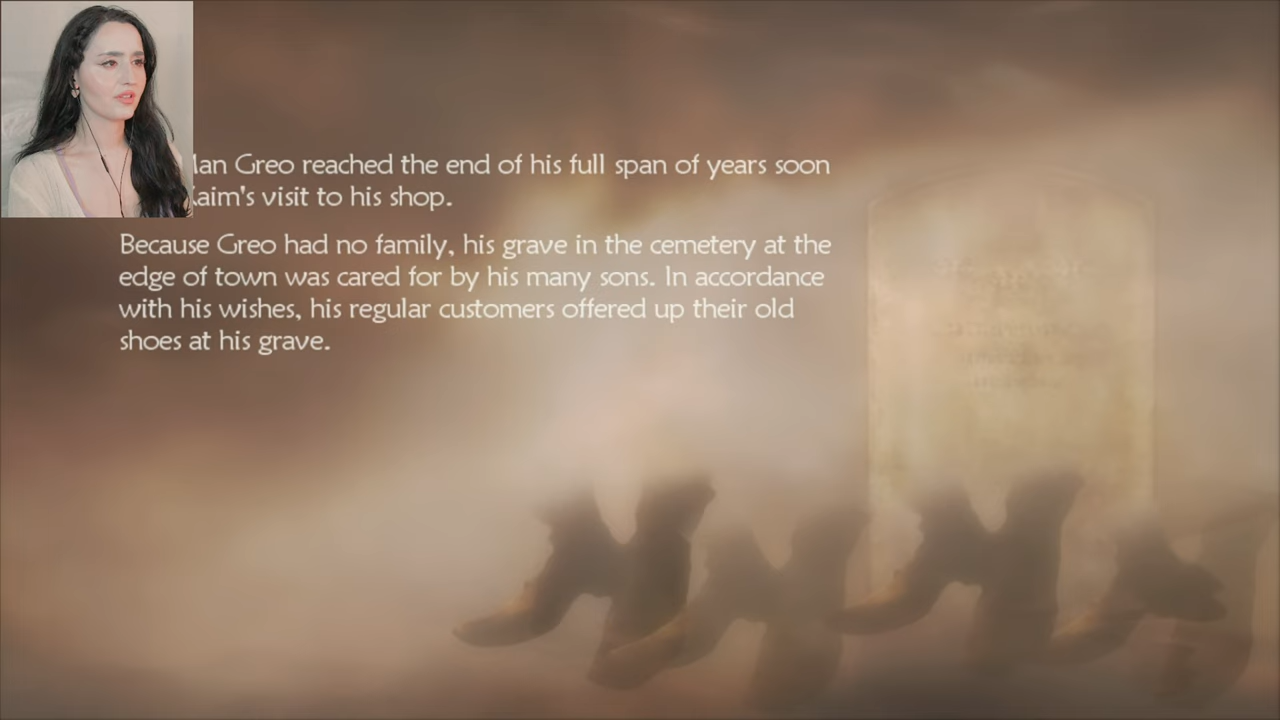 an Greo reached the end of his full span of years soon
aim's visit to his shop.
Because Greo had no family, his grave in the cemetery at the
edge of town was cared for by his many sons. In accordance
with his wishes, his regular customers offered up their old
shoes at his grave.